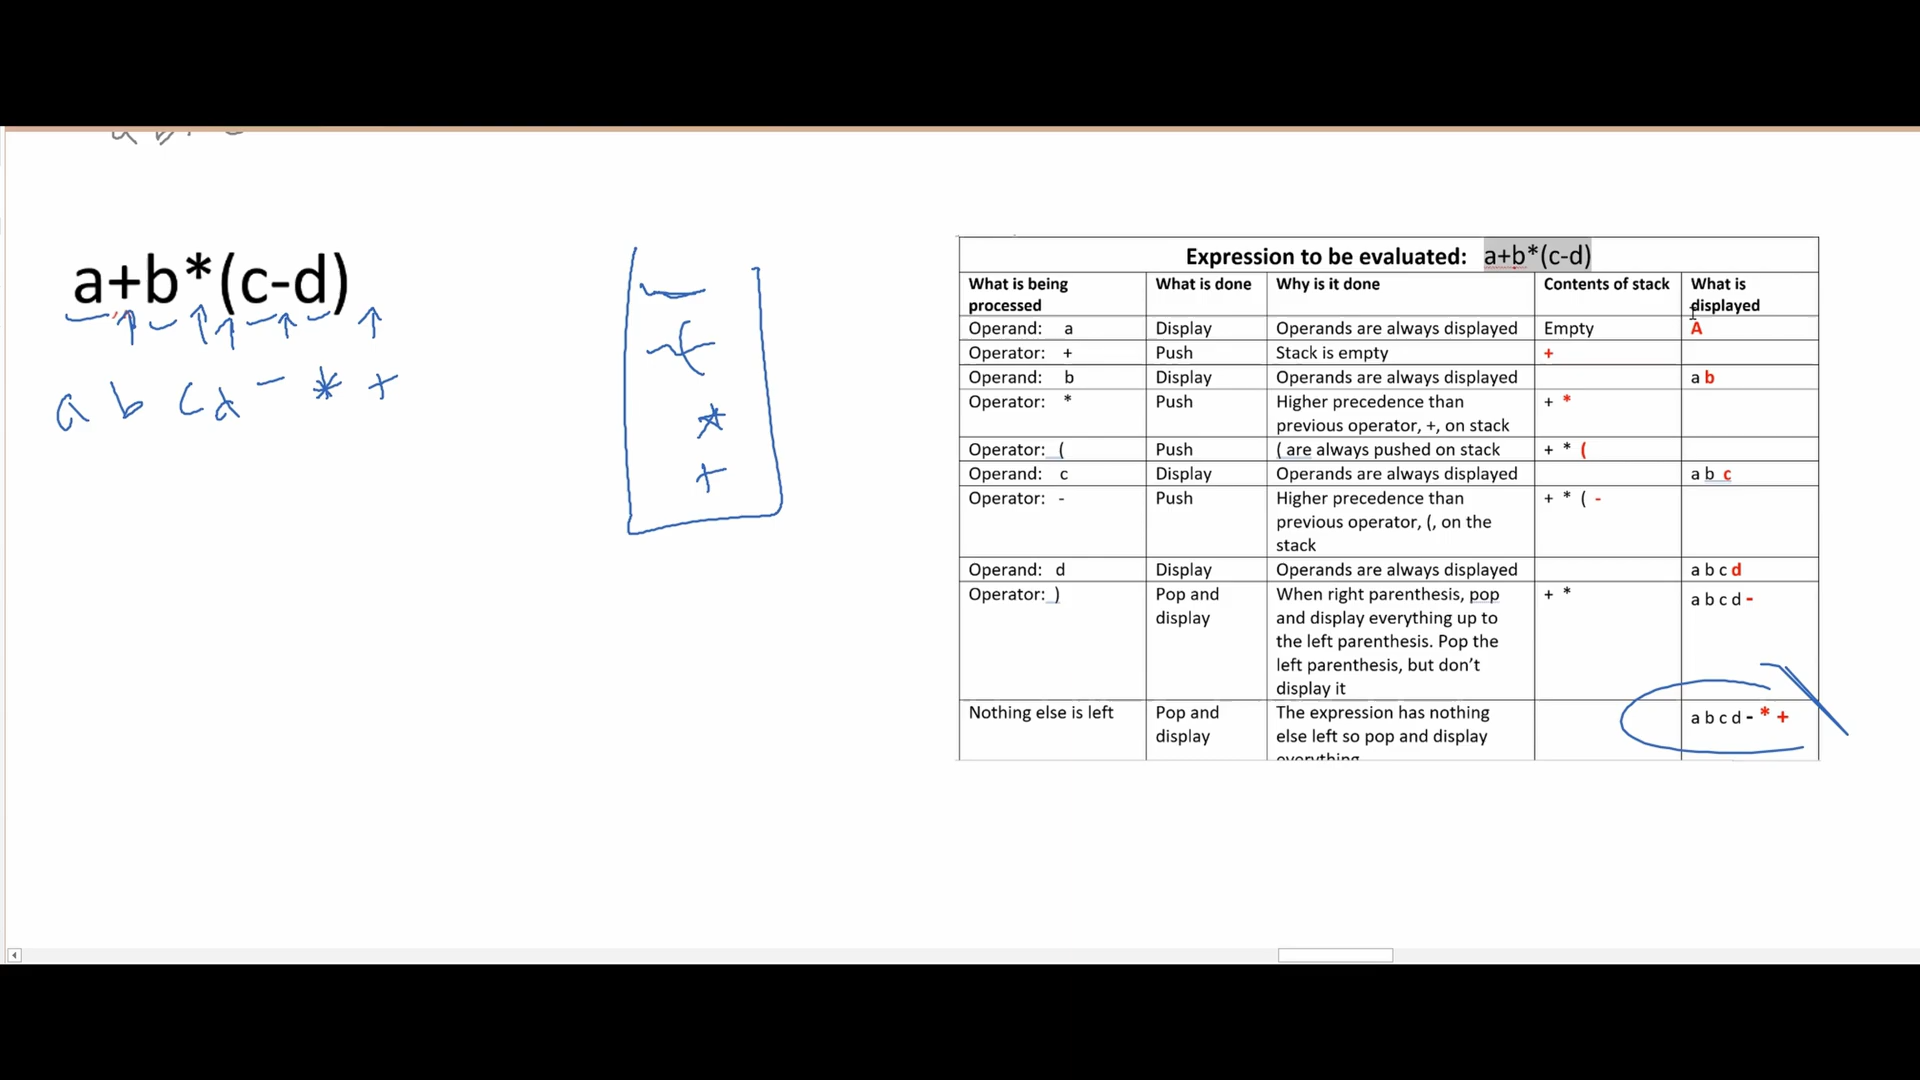 a+b*(c-d)
a b c d - * +
-
(
*
+
Expression to be evaluated: a+b*(c-d)
What is being processed What is done Why is it done Contents of stack What is displayed
Operand: a Display Operands are always displayed Empty A
Operator: + Push Stack is empty +
Operand: b Display Operands are always displayed a b
Operator: * Push Higher precedence than previous operator, +, on stack + *
Operator: ( Push ( are always pushed on stack + * (
Operand: c Display Operands are always displayed a b c
Operator: - Push Higher precedence than previous operator, (, on the stack + * ( -
Operand: d Display Operands are always displayed a b c d
Operator: ) Pop and display When right parenthesis, pop and display everything up to the left parenthesis. Pop the left parenthesis, but don't display it + * a b c d -
Nothing else is left Pop and display The expression has nothing else left so pop and display everything a b c d - * +